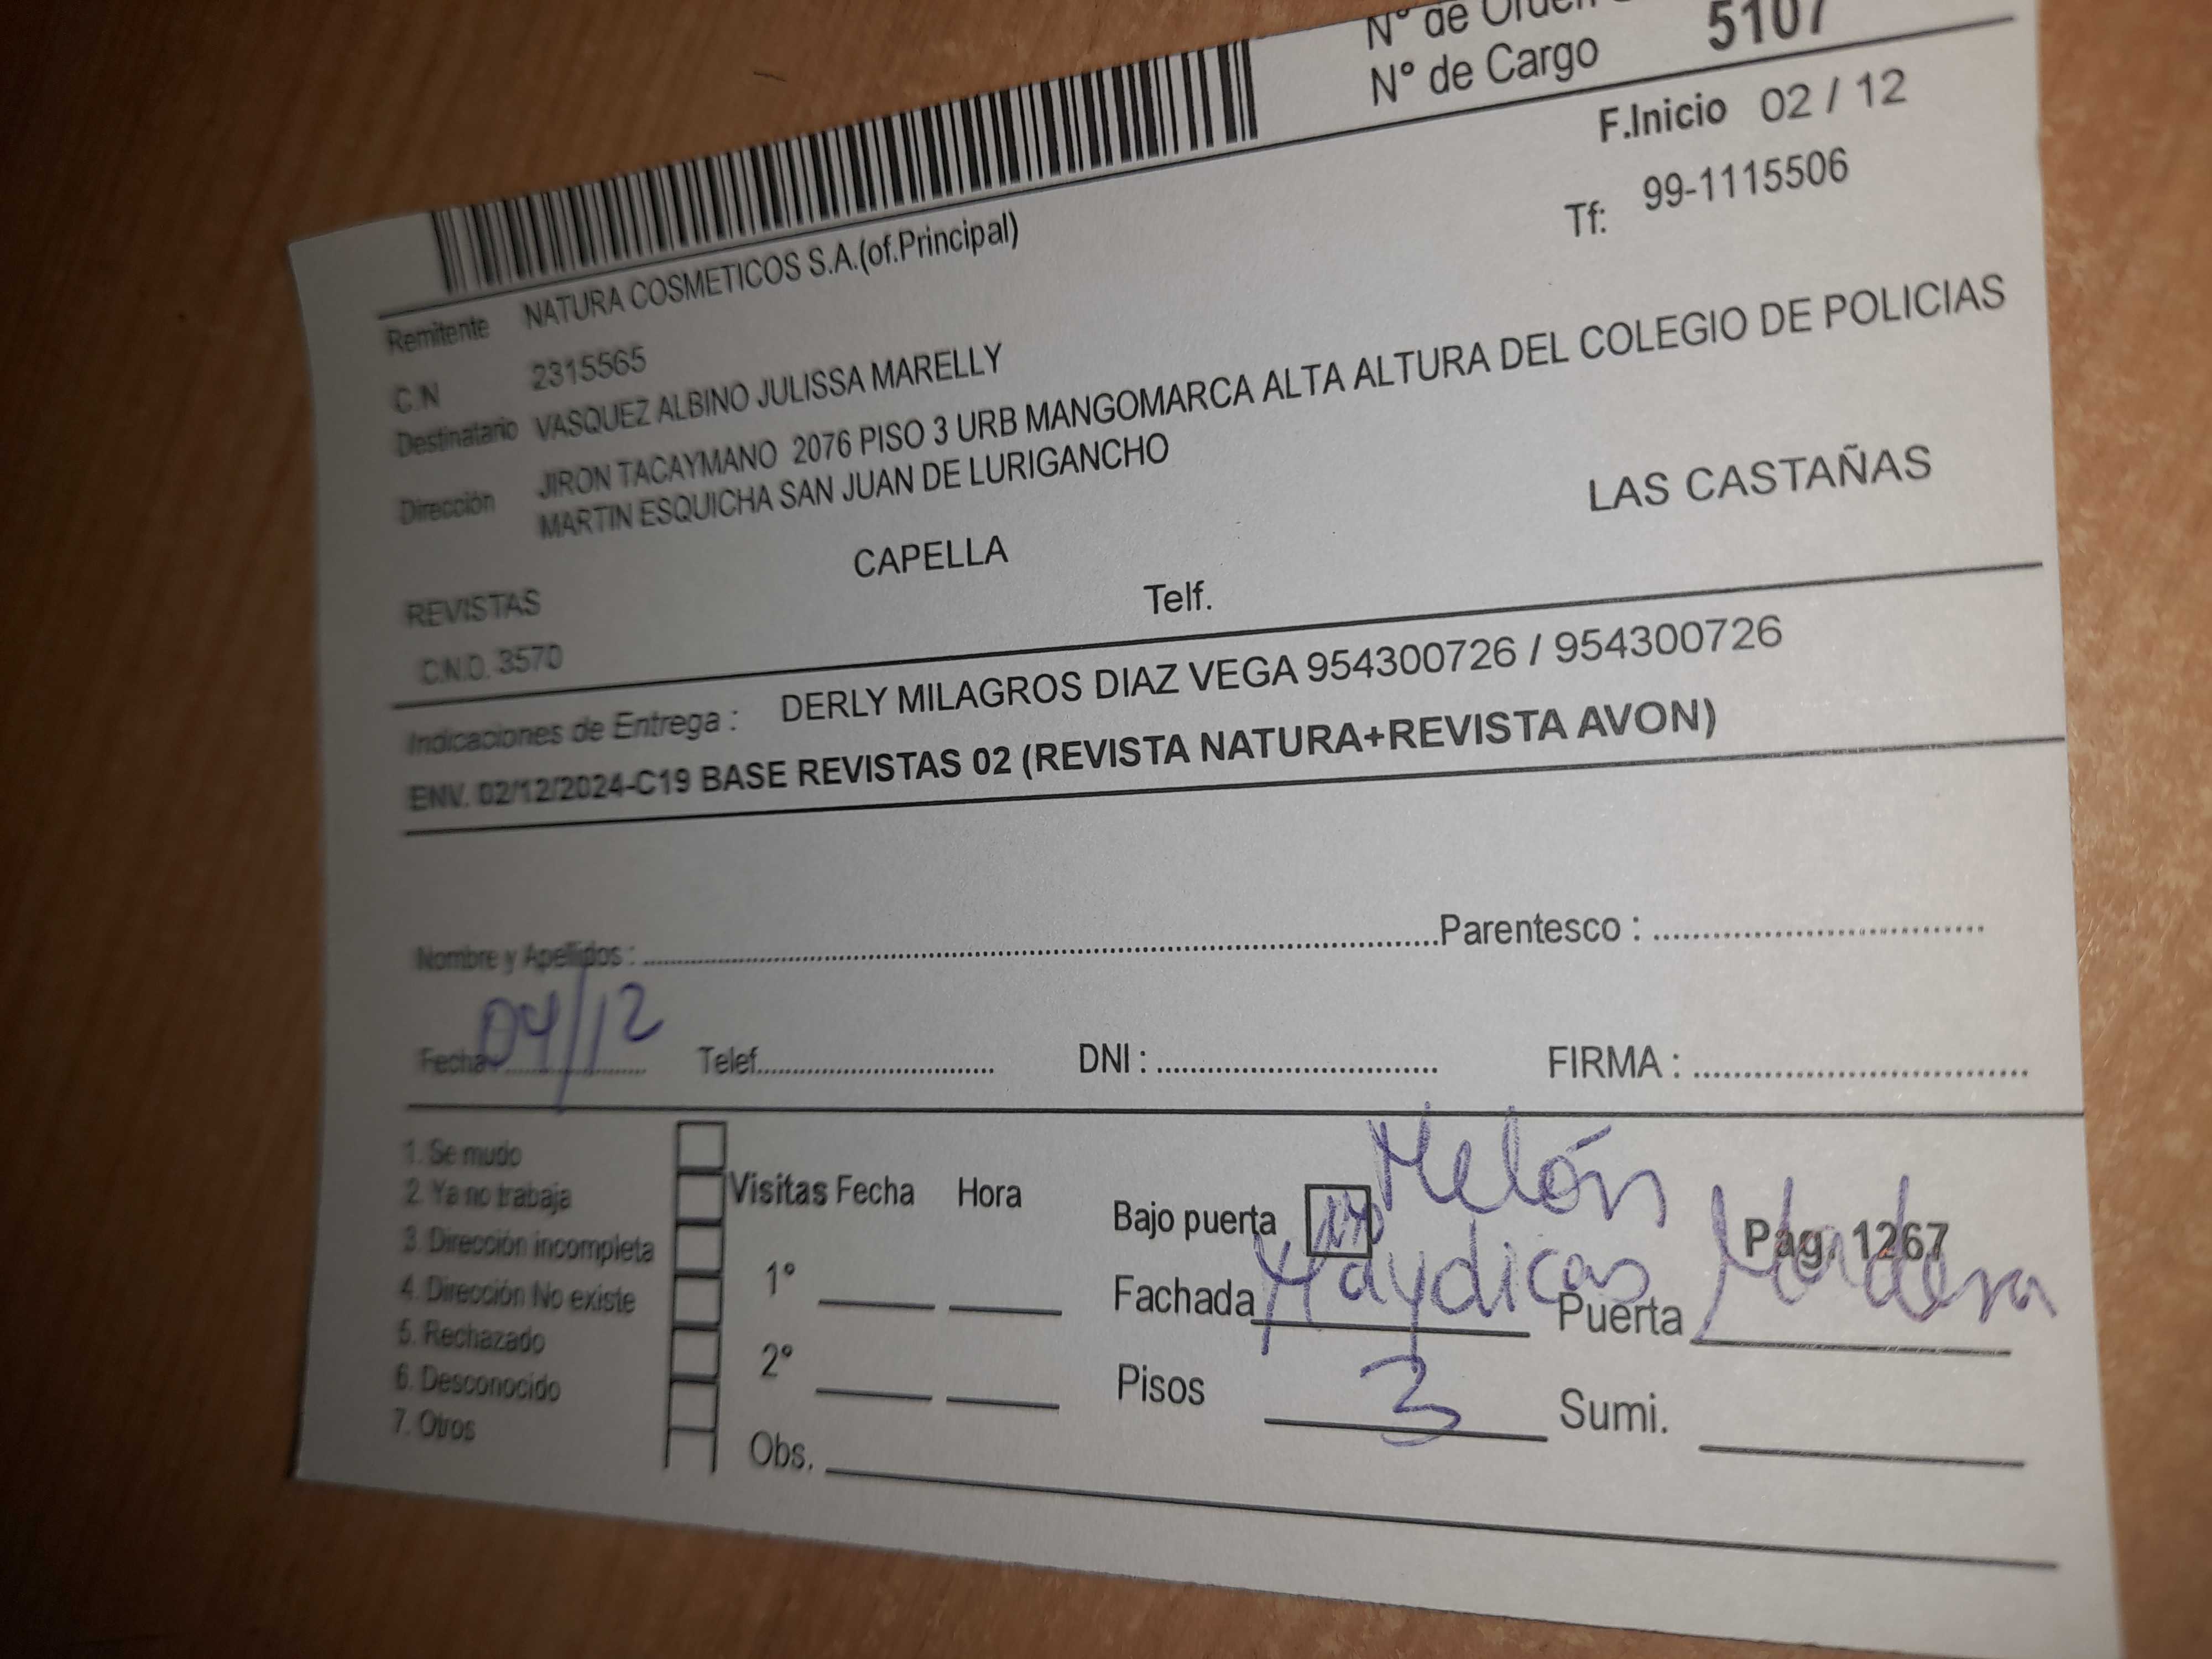 N° de Orden
N° de Cargo 5107
F.Inicio 02 / 12
Tf: 99-1115506
Remitente NATURA COSMETICOS S.A.(of.Principal)
C.N 2315565
Destinatario VASQUEZ ALBINO JULISSA MARELLY
Dirección JIRON TACAYMANO 2076 PISO 3 URB MANGOMARCA ALTA ALTURA DEL COLEGIO DE POLICIAS
MARTIN ESQUICHA SAN JUAN DE LURIGANCHO
REVISTAS CAPELLA LAS CASTAÑAS
C.N.O. 3570 Telf.
Indicaciones de Entrega : DERLY MILAGROS DIAZ VEGA 954300726 / 954300726
ENV. 02/12/2024-C19 BASE REVISTAS 02 (REVISTA NATURA+REVISTA AVON)
Nombre y Apellidos : Parentesco :
Fecha 04/12 Telef. DNI : FIRMA :
1. Se mudo
2. Ya no trabaja
3. Dirección incompleta
4. Dirección No existe
5. Rechazado
6. Desconocido
7. Otros
Visitas Fecha Hora
1°
2°
Obs.
Melón
Bajo puerta Pág. 1267
Fachada Puerta Madera
Pisos 3 Sumi.